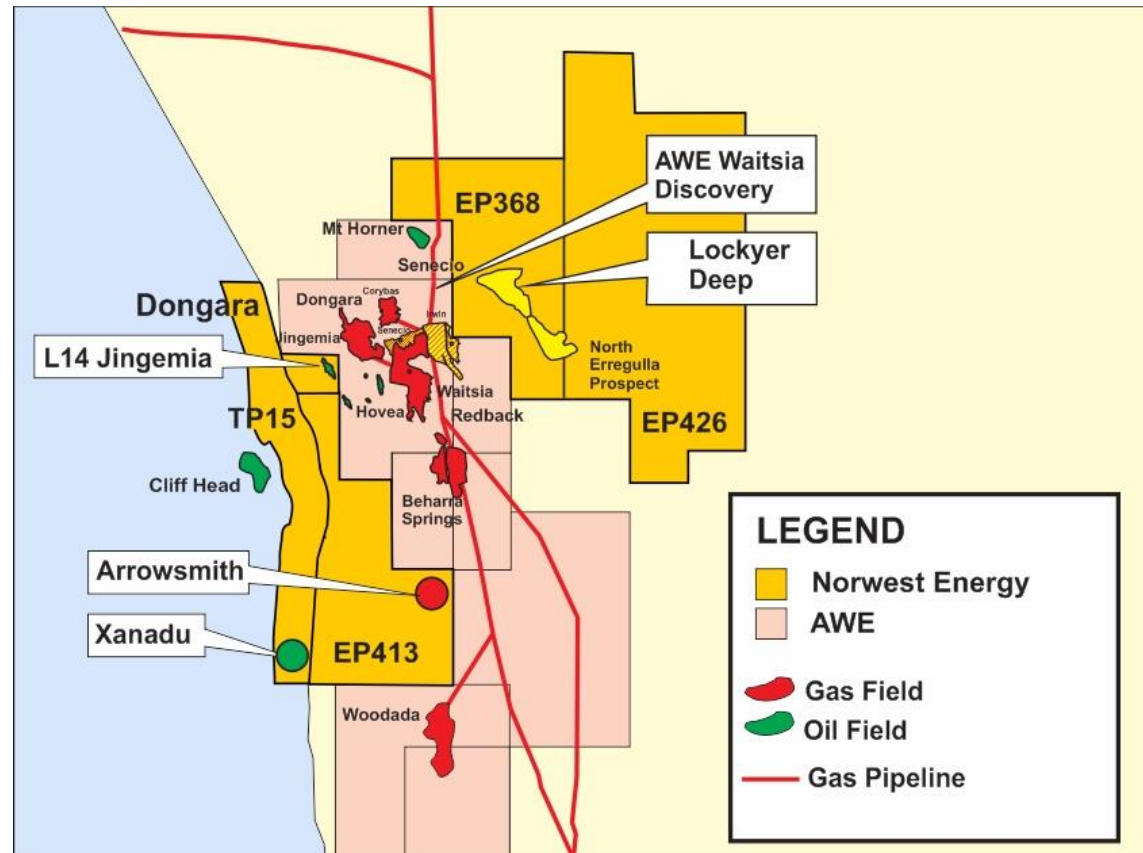 AWE Waitsia
Discovery
EP368
Mt Horner
Senecio
Lockyer
Deep
Dongara
Corybas
Dongara
Irwin
Senecio
Jingemia
L14 Jingemia
North
Erregulla
Prospect
Waitsia
Hovea
Redback
TP15
EP426
Cliff Head
Beharra
Springs
Arrowsmith
Xanadu
EP413
Woodada
LEGEND
Norwest Energy
AWE
Gas Field
Oil Field
Gas Pipeline